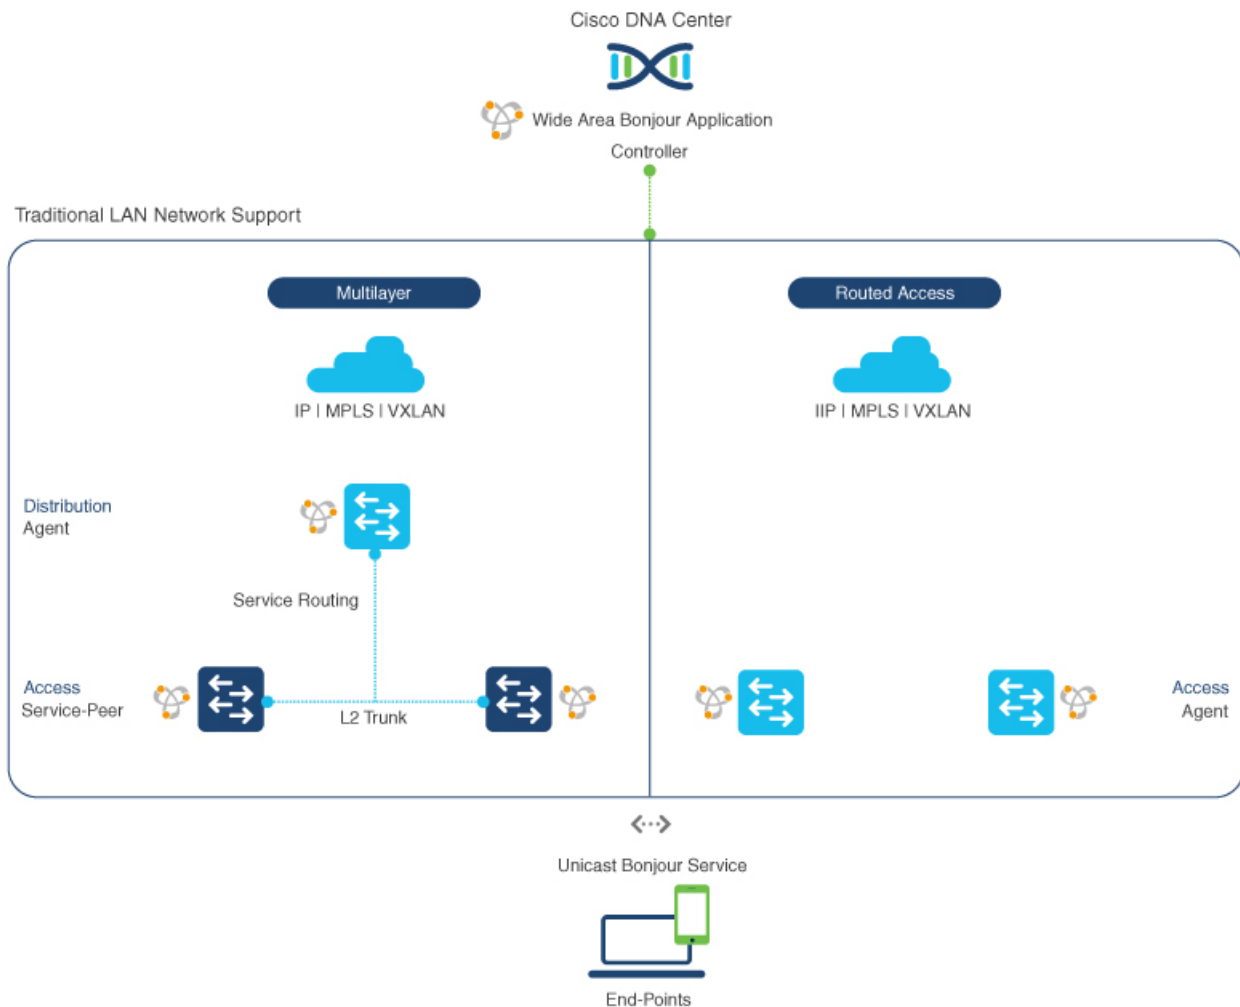 Cisco DNA Center
Wide Area Bonjour Application
Controller
Traditional LAN Network Support
Multilayer
Routed Access
IP | MPLS | VXLAN
IIP | MPLS | VXLAN
Distribution
Agent
Service Routing
Access
Service-Peer
L2 Trunk
Access
Agent
Unicast Bonjour Service
End-Points